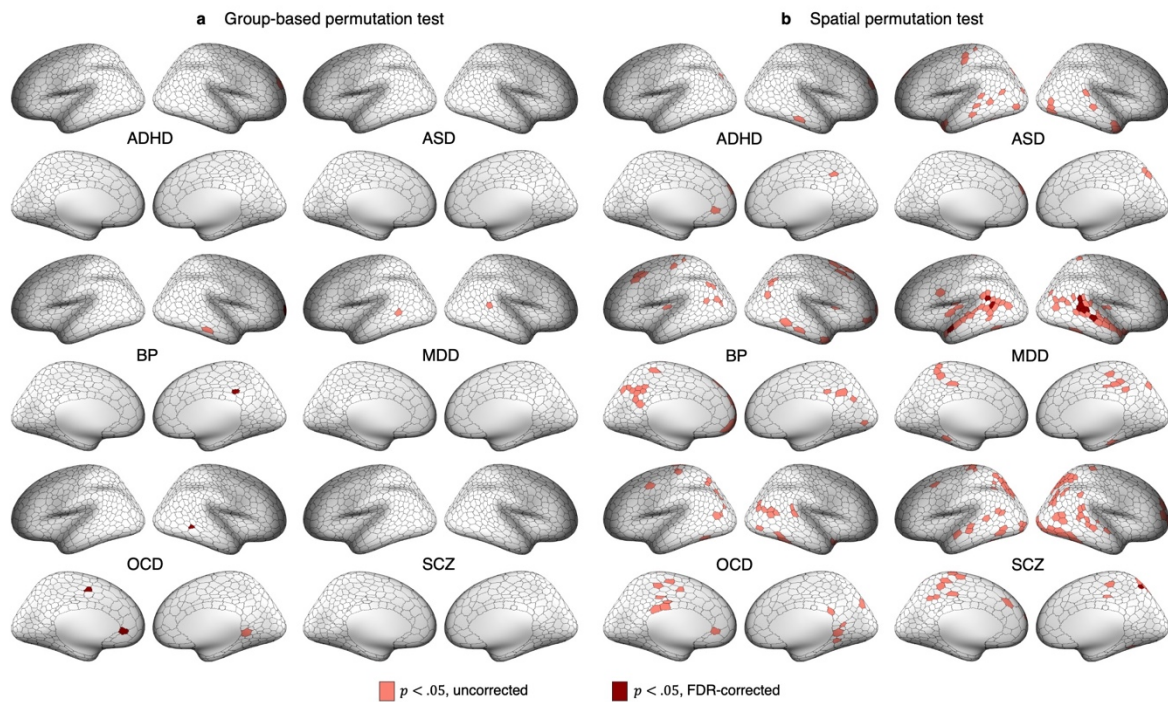 a Group-based permutation test
b Spatial permutation test
ADHD ASD ADHD ASD
BP MDD BP MDD
OCD SCZ OCD SCZ
p < .05, uncorrected
p < .05, FDR-corrected